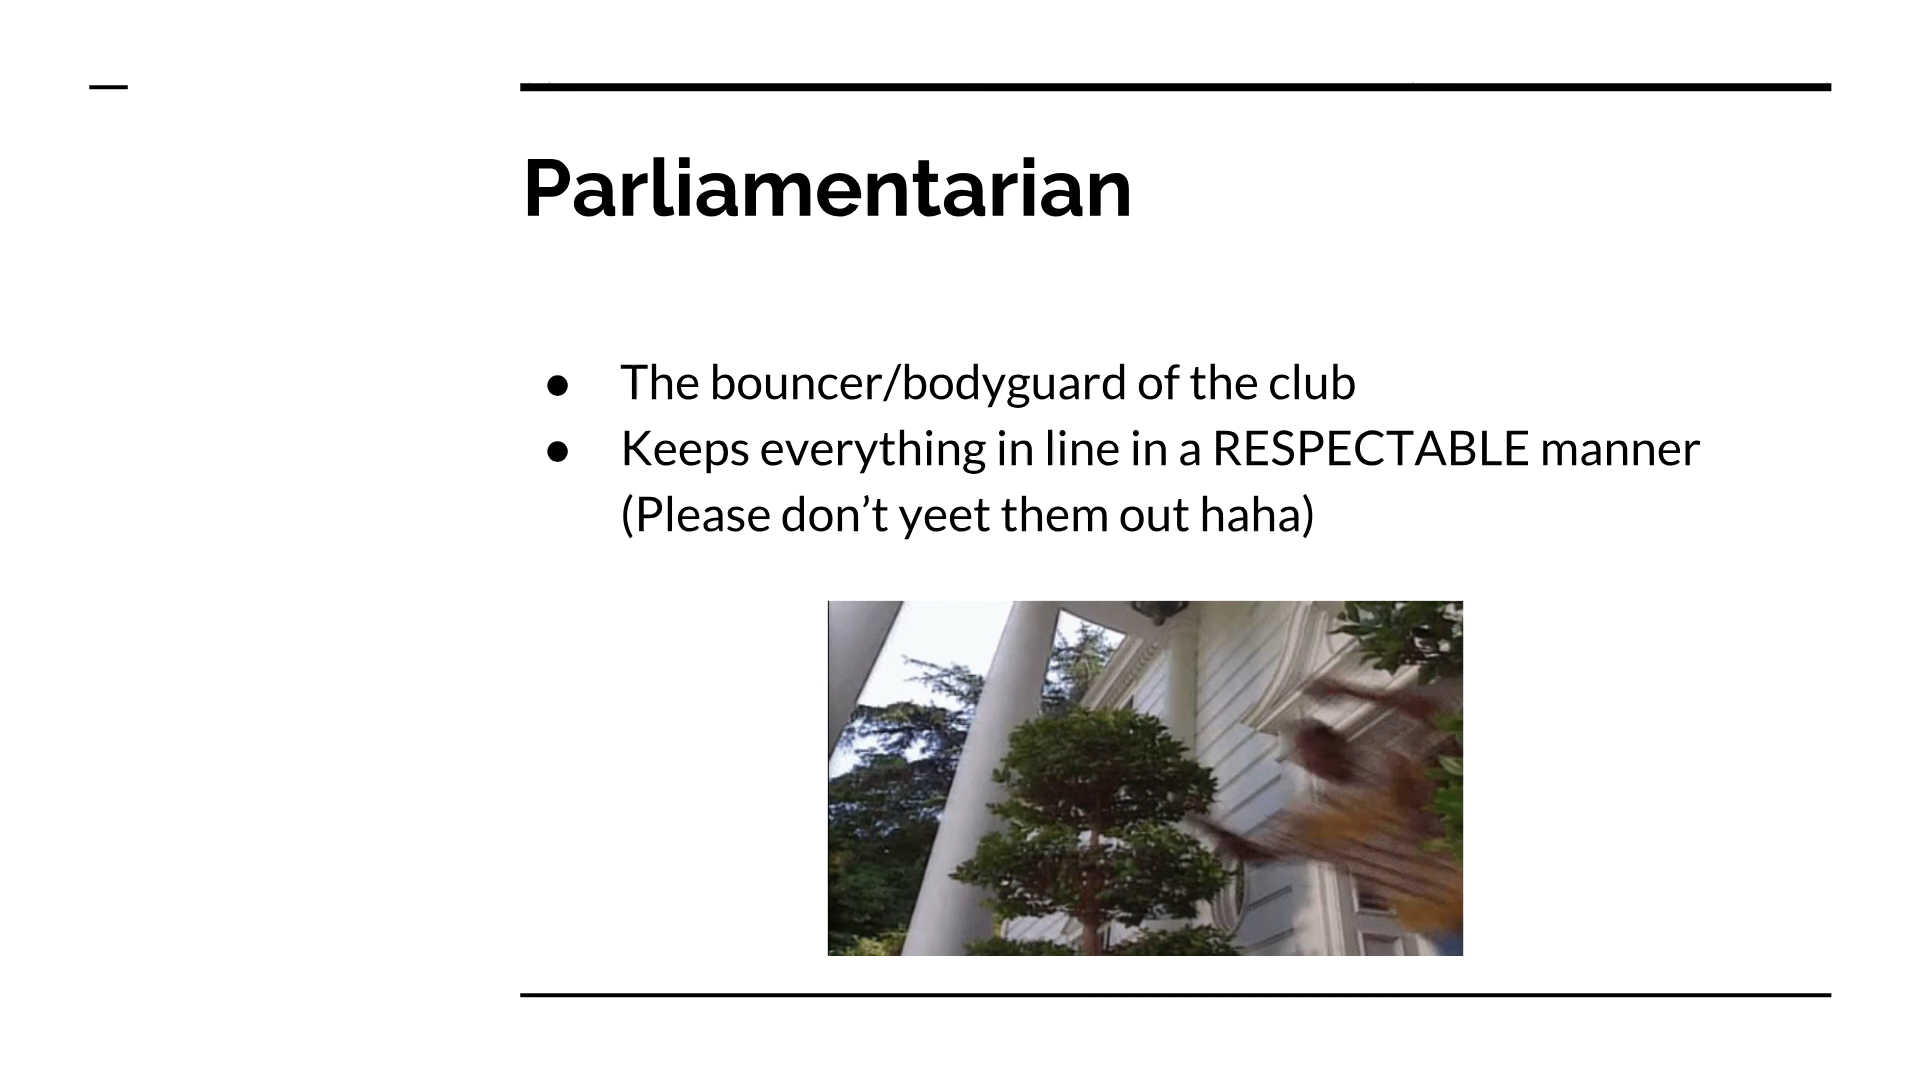 Parliamentarian
● The bouncer/bodyguard of the club
● Keeps everything in line in a RESPECTABLE manner
(Please don’t yeet them out haha)